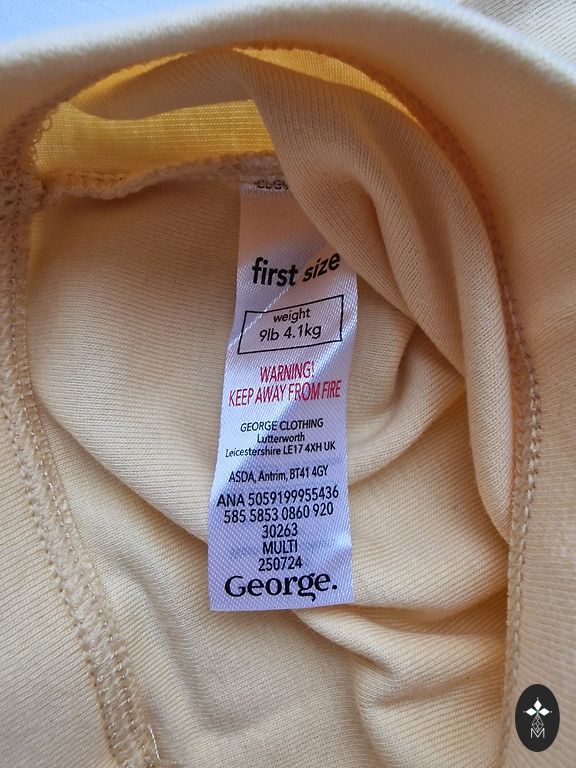 first size
weight
9lb 4.1kg
WARNING!
KEEP AWAY FROM FIRE
GEORGE CLOTHING
Lutterworth
Leicestershire LE17 4XH UK
ASDA, Antrim, BT41 4GY
ANA 5059199955436
585 5853 0860 920
30263
MULTI
250724
George.
M